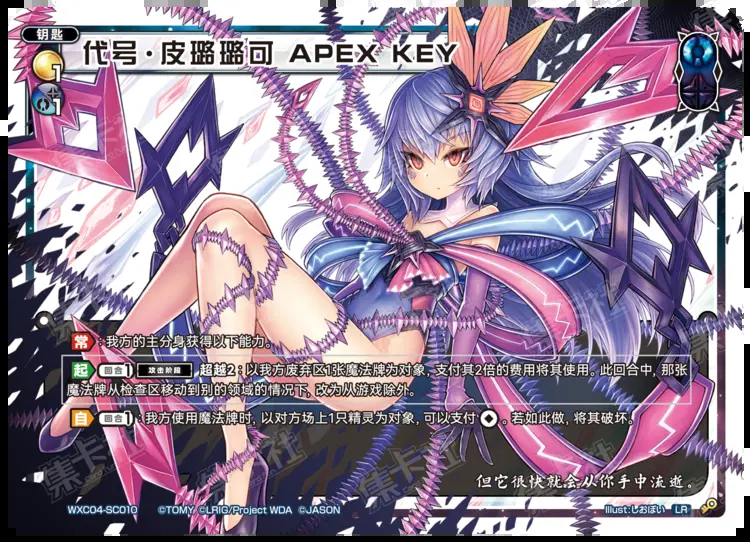 钥匙
代号·皮璐璐可 APEX KEY
1
1
常:我方的主分身获得以下能力。
起 回合1 攻击阶段 超越2:以我方废弃区1张魔法牌为对象, 支付其2倍的费用将其使用。此回合中, 那张
魔法牌从检查区移动到别的领域的情况下, 改为从游戏除外。
自 回合1:我方使用魔法牌时, 以对方场上1只精灵为对象, 可以支付。若如此做, 将其破坏。
但它很快就会从你手中流逝。
WXC04-SC010 ©TOMY ©LRIG/Project WDA ©JASON Illust:しおぼい LR
集卡社